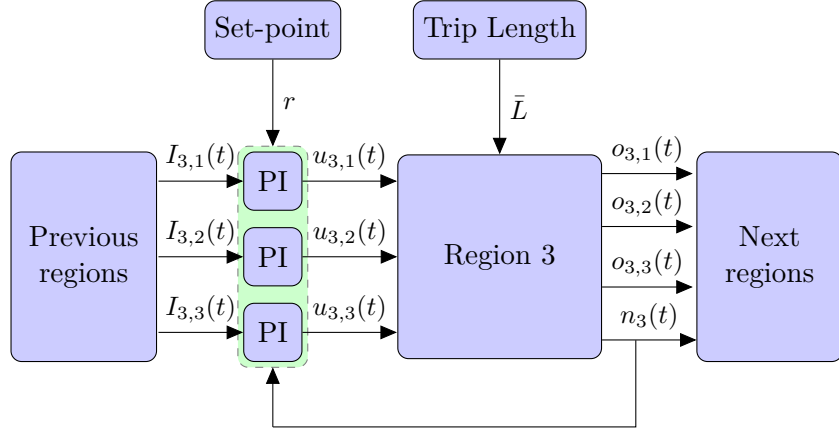 Set-point
Trip Length
r
L̄
I₃,₁(t)
u₃,₁(t)
o₃,₁(t)
PI
I₃,₂(t)
u₃,₂(t)
o₃,₂(t)
Previous
regions
PI
Region 3
Next
regions
I₃,₃(t)
u₃,₃(t)
o₃,₃(t)
PI
n₃(t)